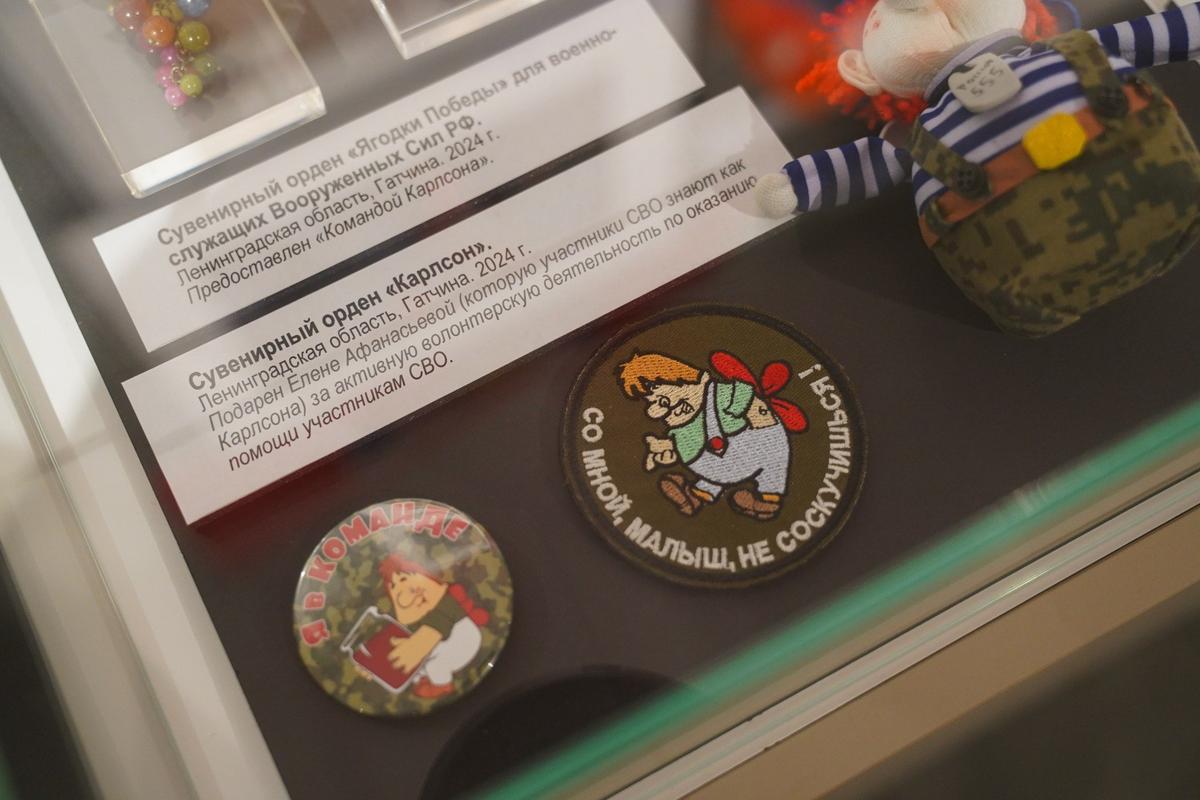 Сувенирный орден «Ягодки Победы» для военно-
служащих Вооруженных Сил РФ.
Ленинградская область, Гатчина. 2024 г.
Предоставлен «Командой Карлсона».
Сувенирный орден «Карлсон».
Ленинградская область, Гатчина. 2024 г.
Подарен Елене Афанасьевой (которую участники СВО знают как
Карлсона) за активную волонтерскую деятельность по оказанию
помощи участникам СВО.
Я В КОМАНДЕ
СО МНОЙ, МАЛЫШ, НЕ СОСКУЧИШЬСЯ!